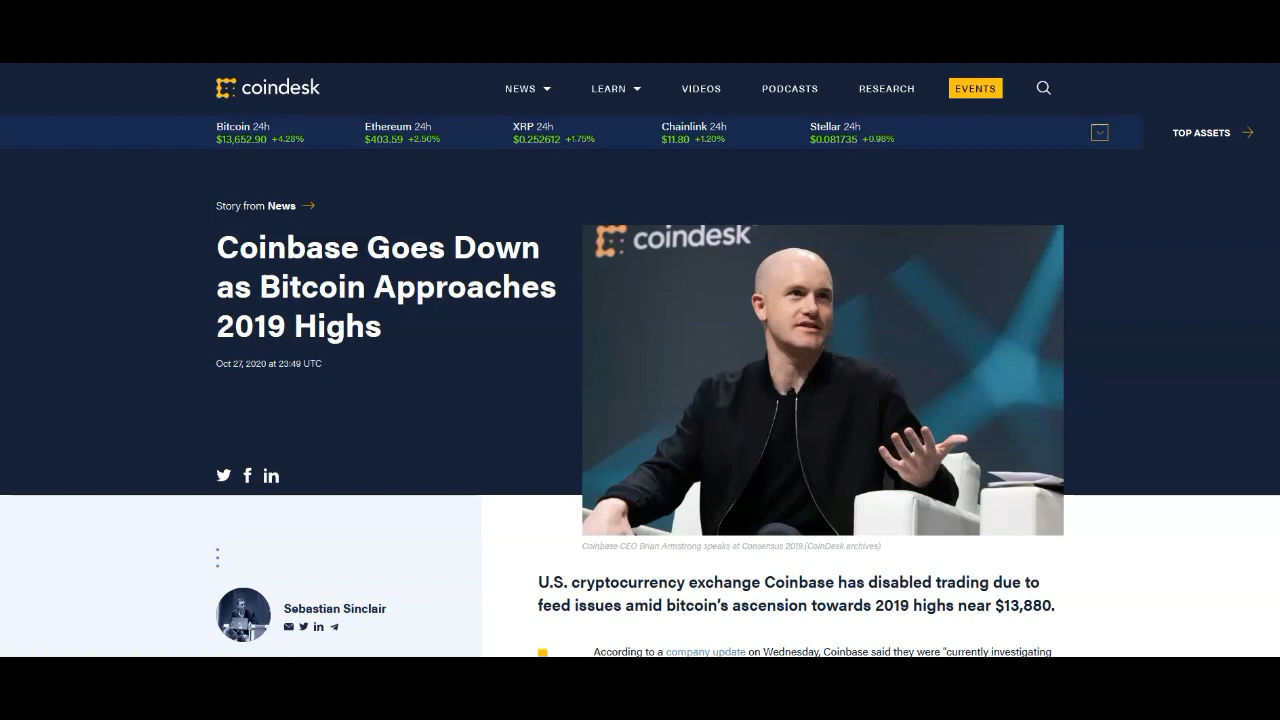 coindesk
NEWS LEARN VIDEOS PODCASTS RESEARCH EVENTS
Bitcoin 24h Ethereum 24h XRP 24h Chainlink 24h Stellar 24h
$13,652.90 +4.28% $403.59 +2.50% $0.252612 +1.75% $11.80 +1.20% $0.081735 +0.98%
TOP ASSETS
Story from News
Coinbase Goes Down
as Bitcoin Approaches
2019 Highs
Oct 27, 2020 at 23:49 UTC
coindesk
Coinbase CEO Brian Armstrong speaks at Consensus 2019.(CoinDesk archives)
Sebastian Sinclair
U.S. cryptocurrency exchange Coinbase has disabled trading due to
feed issues amid bitcoin's ascension towards 2019 highs near $13,880.
According to a company update on Wednesday, Coinbase said they were "currently investigating